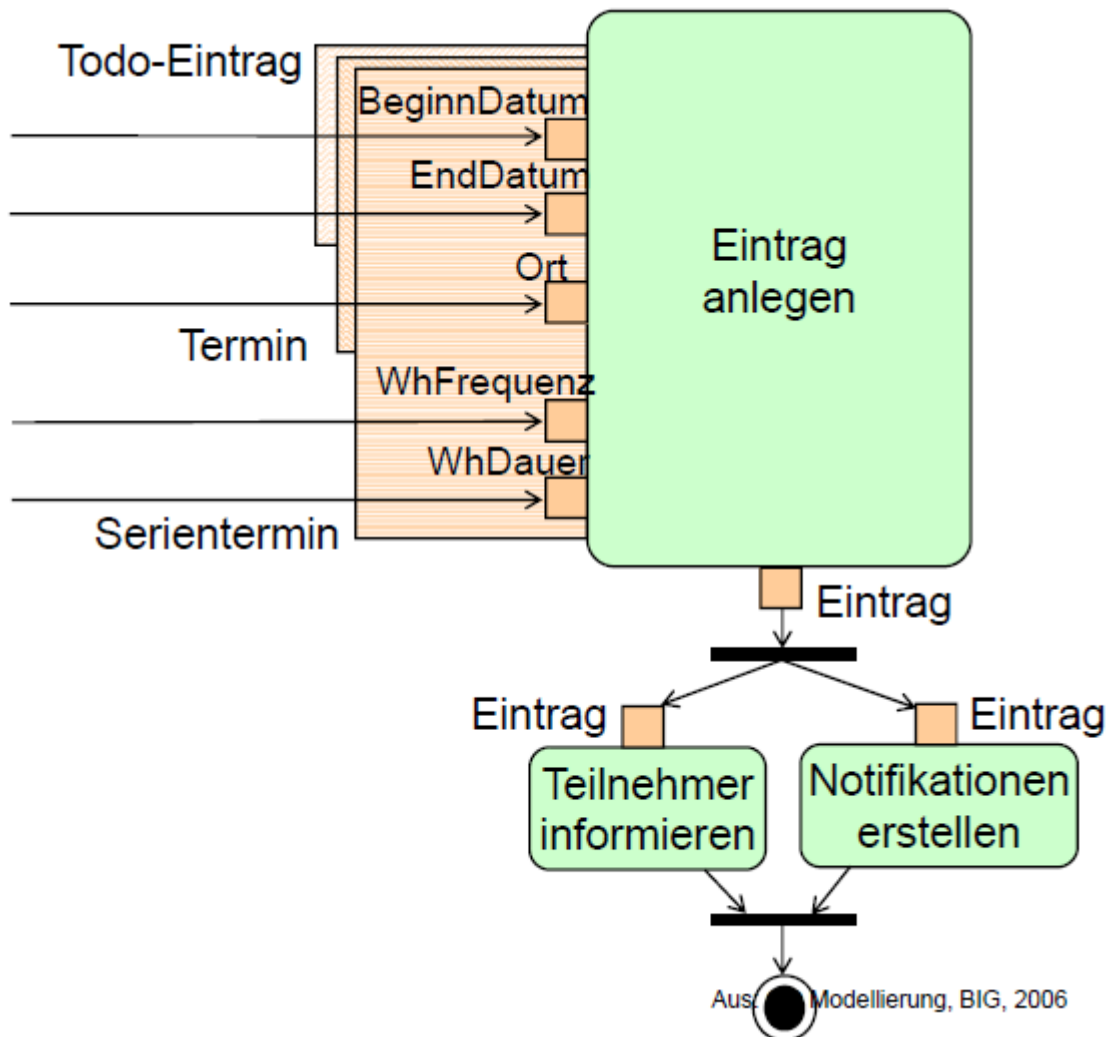 Todo-Eintrag
BeginnDatum
EndDatum
Ort
Termin
WhFrequenz
WhDauer
Serientermin
Eintrag
anlegen
Eintrag
Eintrag
Eintrag
Teilnehmer
informieren
Notifikationen
erstellen
Aus: Modellierung, BIG, 2006